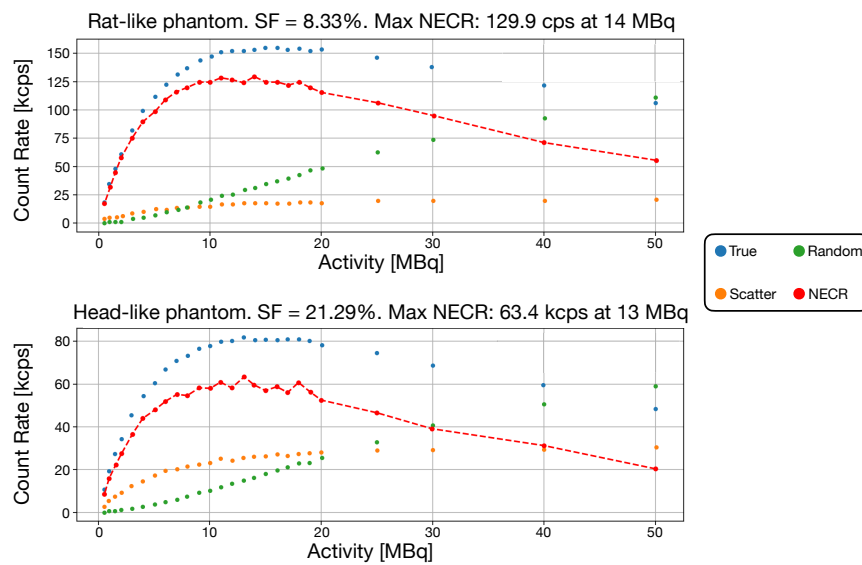 Rat-like phantom. SF = 8.33%. Max NECR: 129.9 cps at 14 MBq
Count Rate [kcps]
150
125
100
75
50
25
0
0 10 20 30 40 50
Activity [MBq]
True Random
Scatter NECR
Head-like phantom. SF = 21.29%. Max NECR: 63.4 kcps at 13 MBq
Count Rate [kcps]
80
60
40
20
0
0 10 20 30 40 50
Activity [MBq]